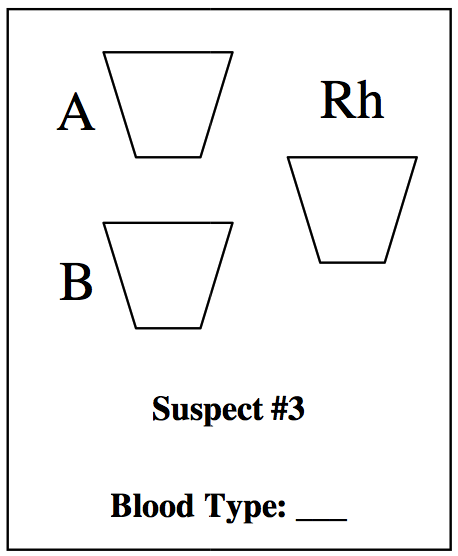 A
Rh
B
Suspect #3
Blood Type: ___